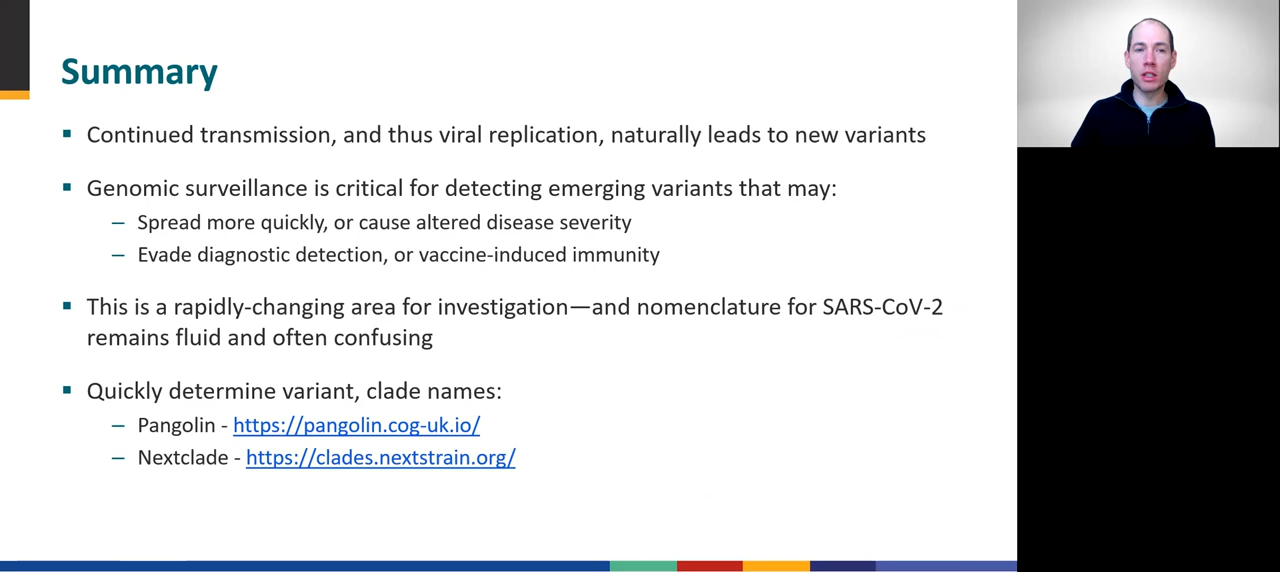 Summary
▪ Continued transmission, and thus viral replication, naturally leads to new variants
▪ Genomic surveillance is critical for detecting emerging variants that may:
– Spread more quickly, or cause altered disease severity
– Evade diagnostic detection, or vaccine-induced immunity
▪ This is a rapidly-changing area for investigation—and nomenclature for SARS-CoV-2
remains fluid and often confusing
▪ Quickly determine variant, clade names:
– Pangolin - https://pangolin.cog-uk.io/
– Nextclade - https://clades.nextstrain.org/